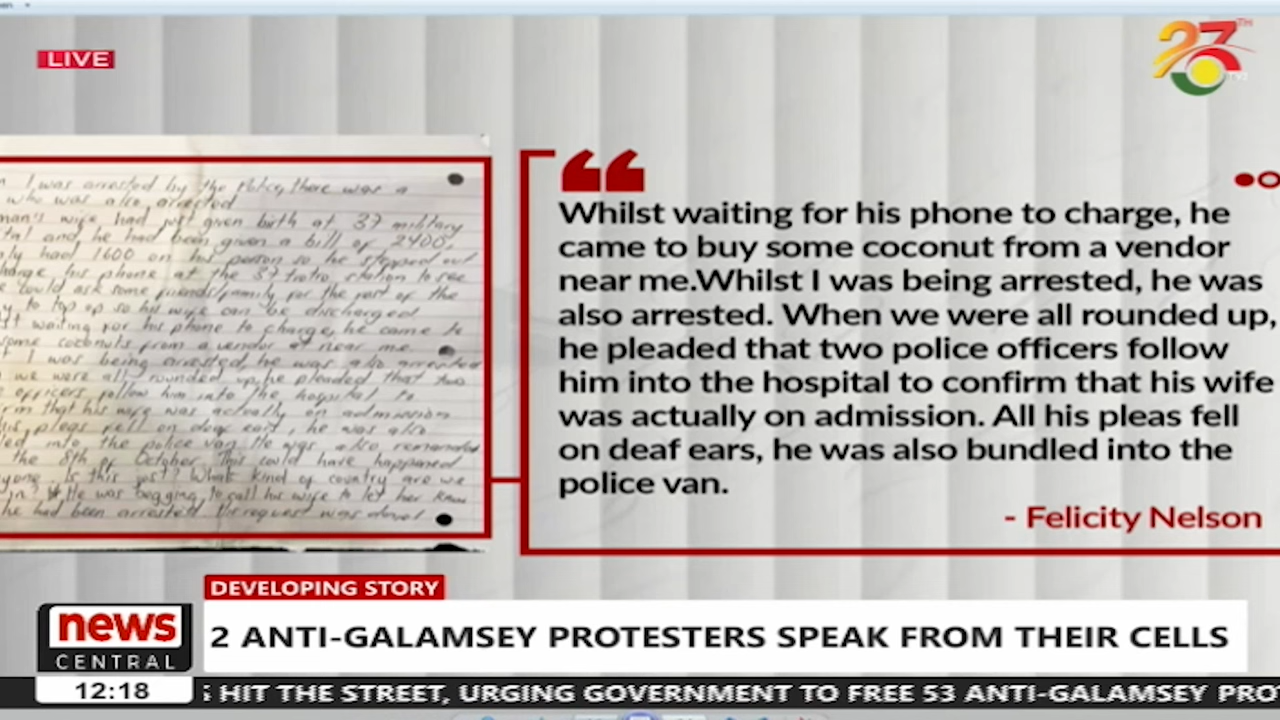 LIVE
23
TH
I was arrested by the Police, there was a
who was also arrested
man's wife had just given birth at 37 military
and he had been given a bill of 2400,
had 1600 on his person so he stepped out
his phone at the 37 station to see
could ask some friends/family for the rest of the
to top up so his wife can be discharged
waiting for his phone to charge, he came to
some coconuts from a vendor at near me.
I was being arrested, he was also arrested
we were all rounded up, he pleaded that two
officers follow him into the hospital to
that his wife was actually on admission
pleas fell on deaf ears, he was also
into the police van. He was also remanded
the 8th of October. This could have happened
Is this just? What kind of country are we
in? He was begging to call his wife to let her know
he had been arrested. request was
Whilst waiting for his phone to charge, he
came to buy some coconut from a vendor
near me.Whilst I was being arrested, he was
also arrested. When we were all rounded up,
he pleaded that two police officers follow
him into the hospital to confirm that his wife
was actually on admission. All his pleas fell
on deaf ears, he was also bundled into the
police van.
- Felicity Nelson
DEVELOPING STORY
news
CENTRAL
2 ANTI-GALAMSEY PROTESTERS SPEAK FROM THEIR CELLS
12:18
HIT THE STREET, URGING GOVERNMENT TO FREE 53 ANTI-GALAMSEY